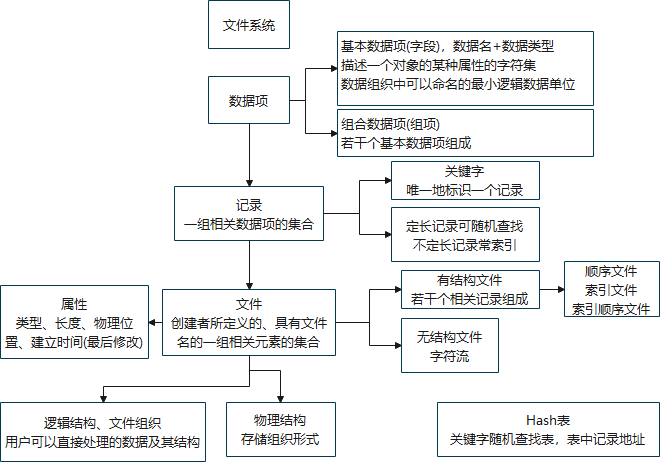 文件系统
基本数据项(字段)，数据名+数据类型
描述一个对象的某种属性的字符集
数据组织中可以命名的最小逻辑数据单位
数据项
组合数据项(组项)
若干个基本数据项组成
关键字
唯一地标识一个记录
记录
一组相关数据项的集合
定长记录可随机查找
不定长记录常索引
属性
类型、长度、物理位
置、建立时间(最后修改)
文件
创建者所定义的、具有文件
名的一组相关元素的集合
有结构文件
若干个相关记录组成
顺序文件
索引文件
索引顺序文件
无结构文件
字符流
逻辑结构、文件组织
用户可以直接处理的数据及其结构
物理结构
存储组织形式
Hash表
关键字随机查找表，表中记录地址